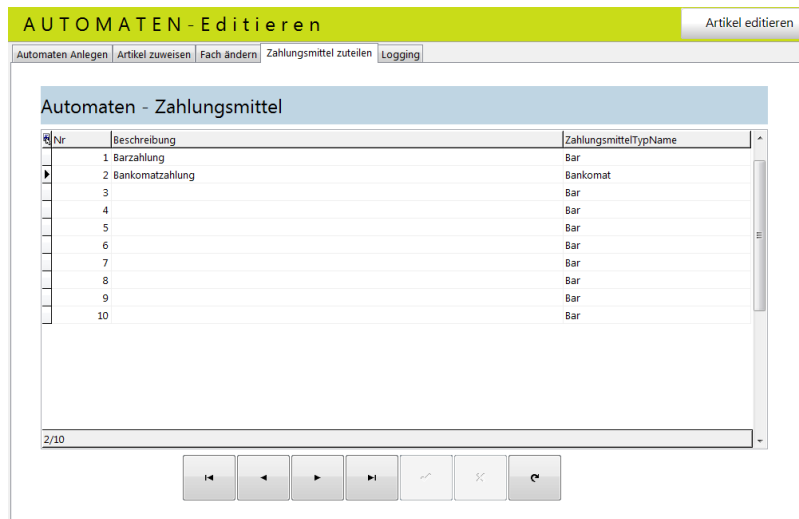 AUTOMATEN-Editieren
Artikel editieren
Automaten Anlegen Artikel zuweisen Fach ändern Zahlungsmittel zuteilen Logging
Automaten - Zahlungsmittel
Nr Beschreibung ZahlungsmittelTypName
1 Barzahlung Bar
2 Bankomatzahlung Bankomat
3 Bar
4 Bar
5 Bar
6 Bar
7 Bar
8 Bar
9 Bar
10 Bar
2/10